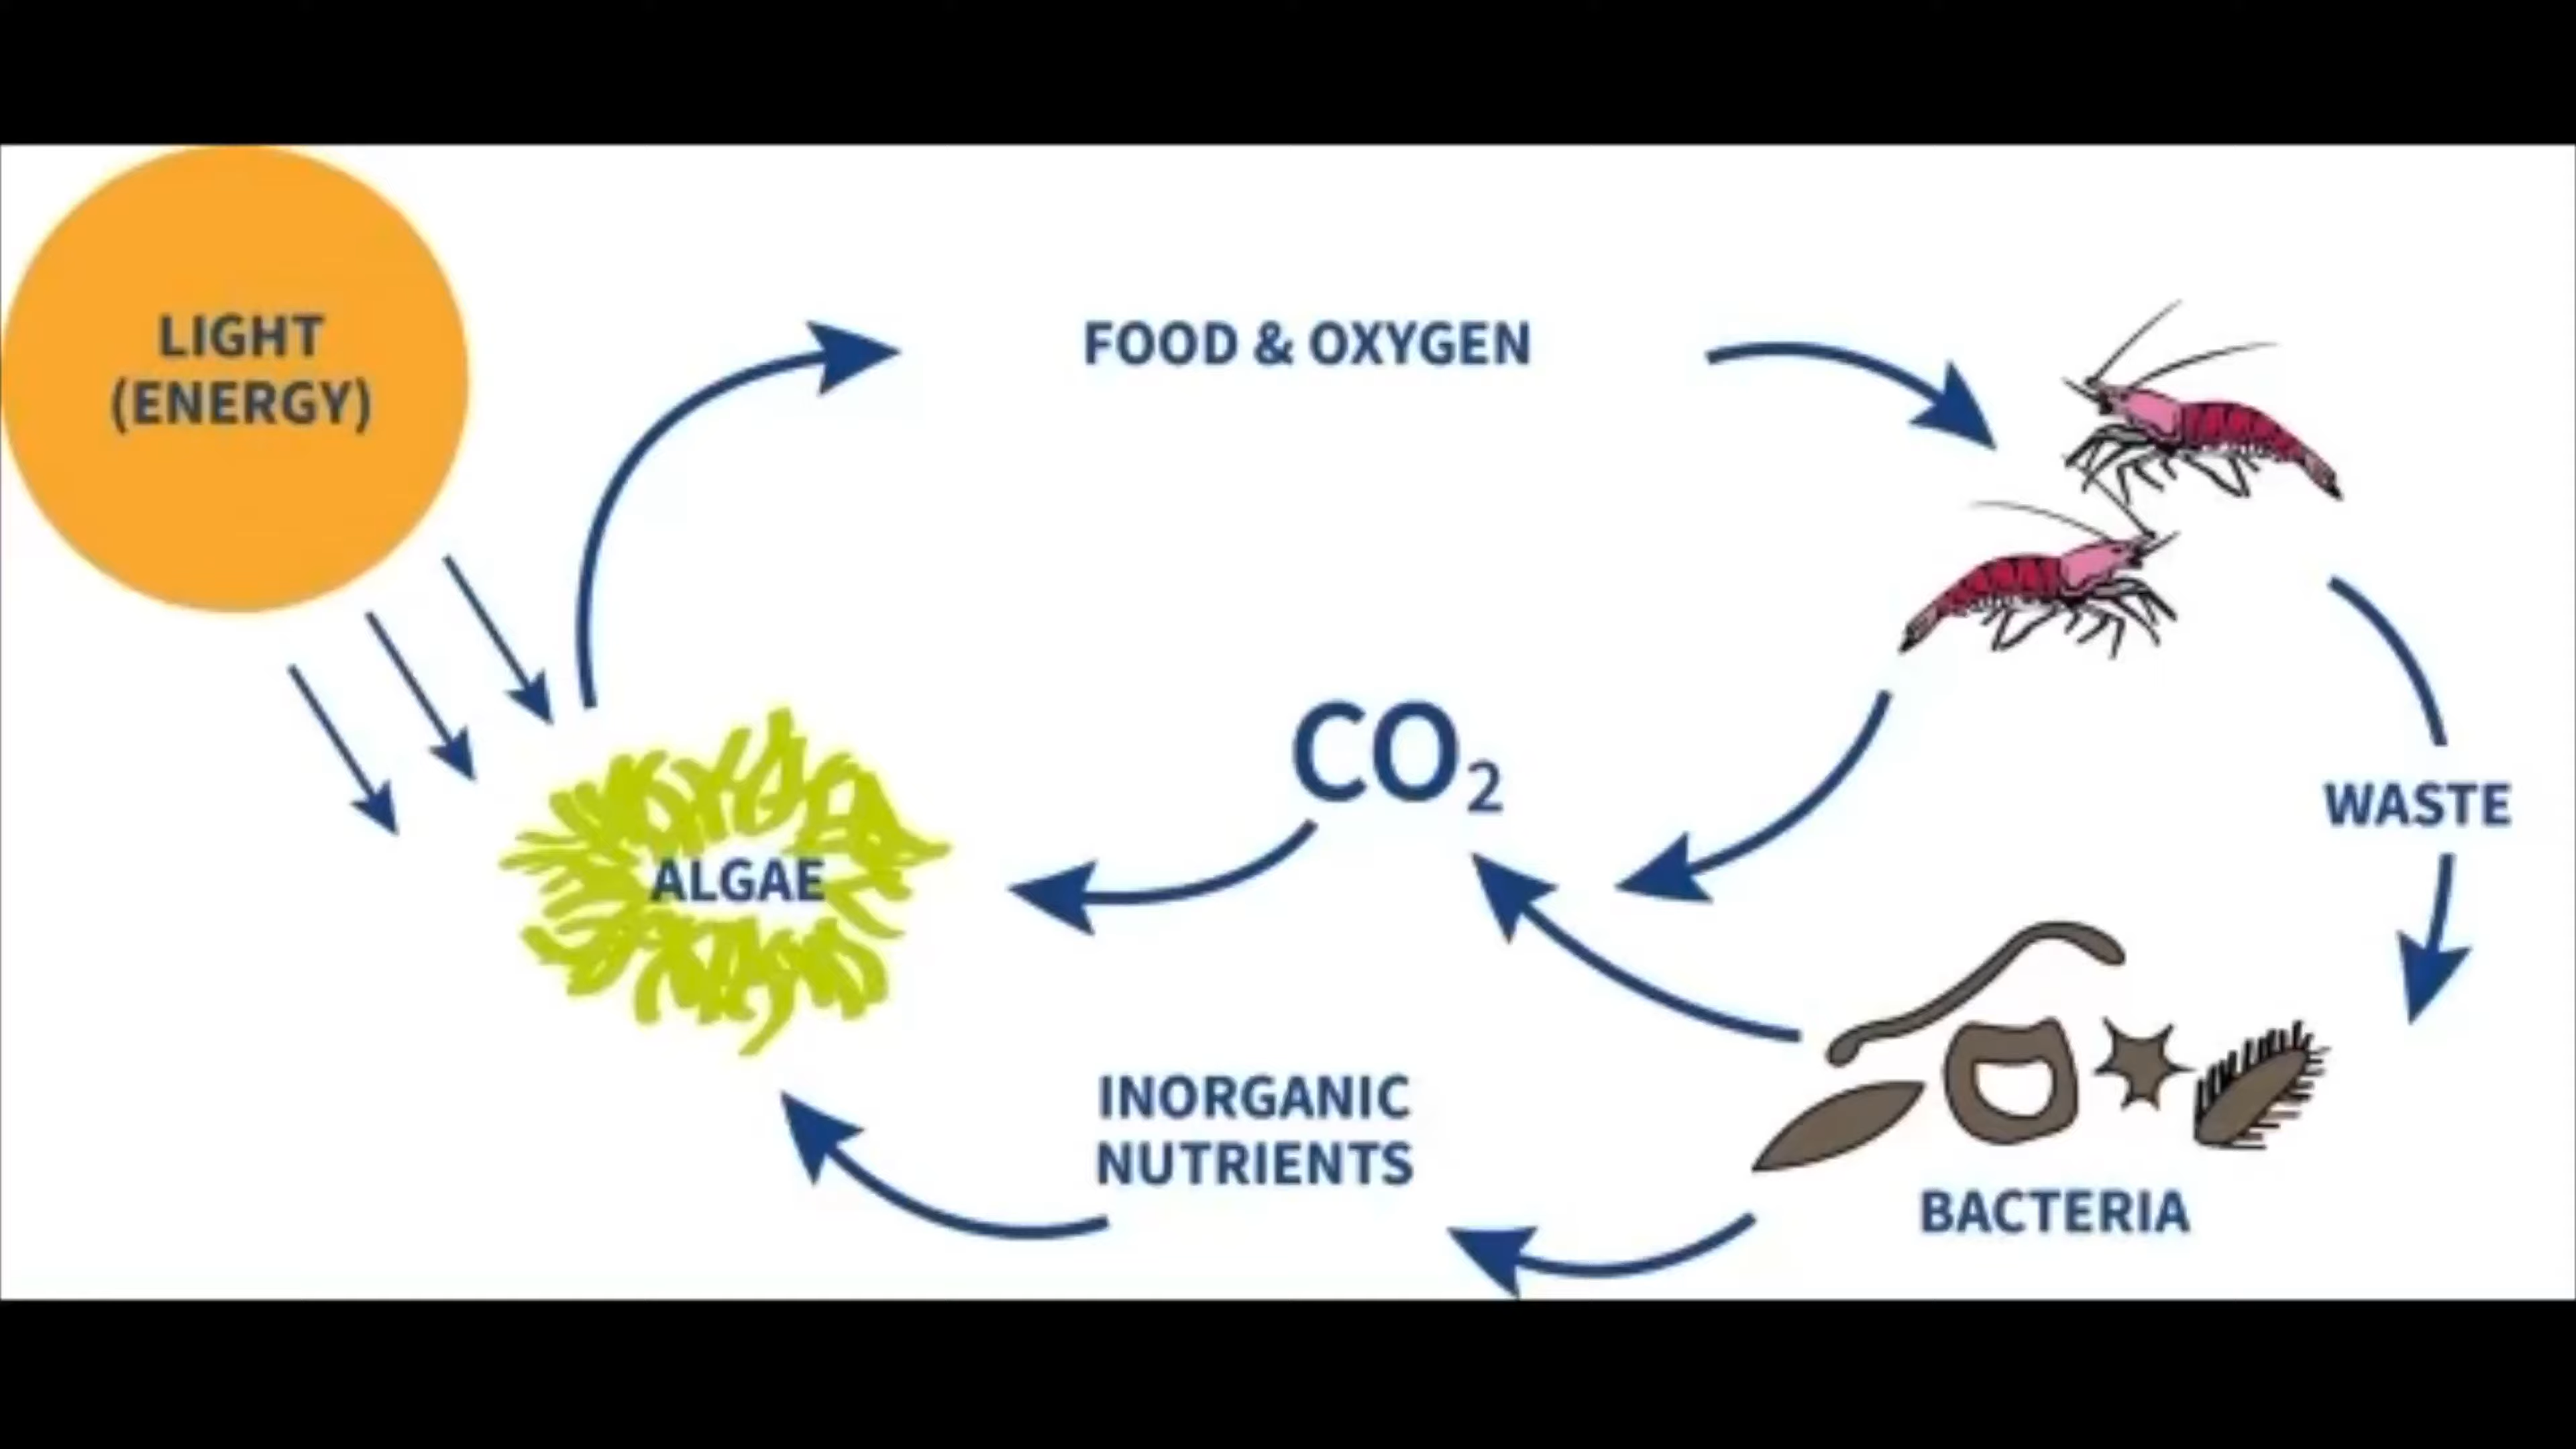 LIGHT
(ENERGY)
FOOD & OXYGEN
CO₂
WASTE
ALGAE
INORGANIC
NUTRIENTS
BACTERIA